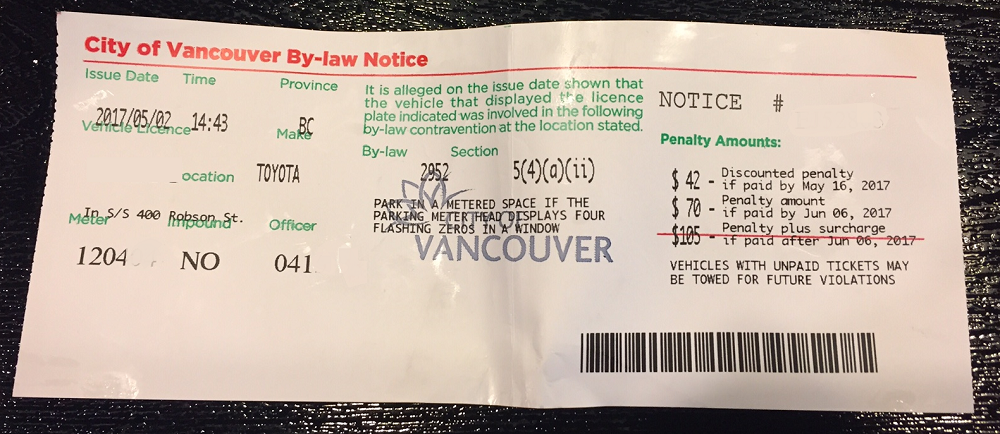 City of Vancouver By-law Notice
Issue Date Time Province
2017/05/02 14:43 BC
Vehicle Licence Make
TOYOTA
ocation
In S/S 400 Robson St.
Meter Impound Officer
1204 NO 041
It is alleged on the issue date shown that
the vehicle that displayed the licence
plate indicated was involved in the following
by-law contravention at the location stated.
By-law Section
2952 5(4)(a)(ii)
PARK IN A METERED SPACE IF THE
PARKING METER HEAD DISPLAYS FOUR
FLASHING ZEROS IN A WINDOW
CITY OF
VANCOUVER
NOTICE #
Penalty Amounts:
$ 42 - Discounted penalty
if paid by May 16, 2017
$ 70 - Penalty amount
if paid by Jun 06, 2017
$105 - Penalty plus surcharge
if paid after Jun 06, 2017
VEHICLES WITH UNPAID TICKETS MAY
BE TOWED FOR FUTURE VIOLATIONS